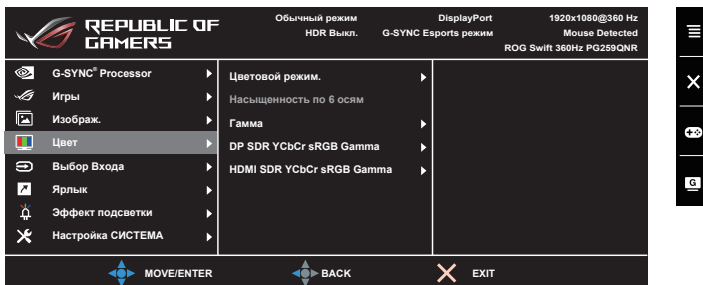 REPUBLIC OF
GAMERS
Обычный режим DisplayPort 1920x1080@360 Hz
HDR Выкл. G-SYNC Esports режим Mouse Detected
ROG Swift 360Hz PG259QNR
G-SYNC® Processor
Игры
Изображ.
Цвет
Выбор Входа
Ярлык
Эффект подсветки
Настройка СИСТЕМА
Цветовой режим.
Насыщенность по 6 осям
Гамма
DP SDR YCbCr sRGB Gamma
HDMI SDR YCbCr sRGB Gamma
MOVE/ENTER BACK EXIT
G